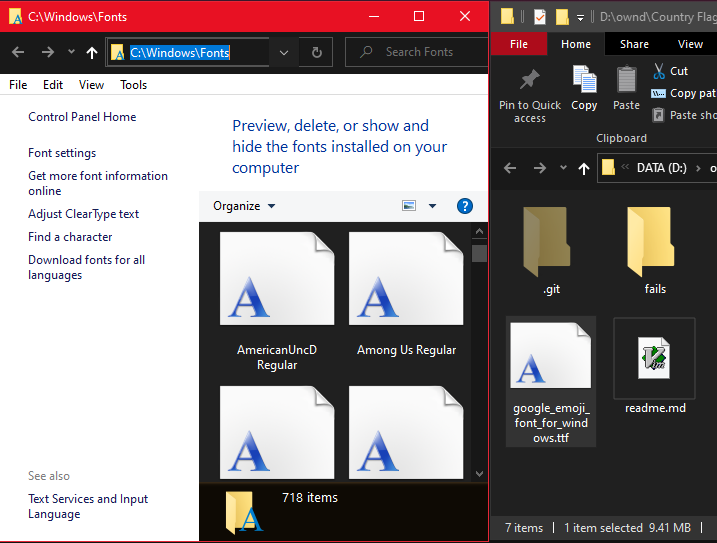 C:\Windows\Fonts
C:\Windows\Fonts
Search Fonts
File Edit View Tools
Control Panel Home
Font settings
Get more font information
online
Adjust ClearType text
Find a character
Download fonts for all
languages
See also
Text Services and Input
Language
Preview, delete, or show and
hide the fonts installed on your
computer
Organize
AmericanUncD
Regular
Among Us Regular
718 items
D:\ownd\Country Flag
File Home Share View
Pin to Quick
access
Copy
Paste
Cut
Copy pat
Paste sho
Clipboard
DATA (D:)
.git
fails
google_emoji_
font_for_win
dows.ttf
readme.md
7 items 1 item selected 9.41 MB